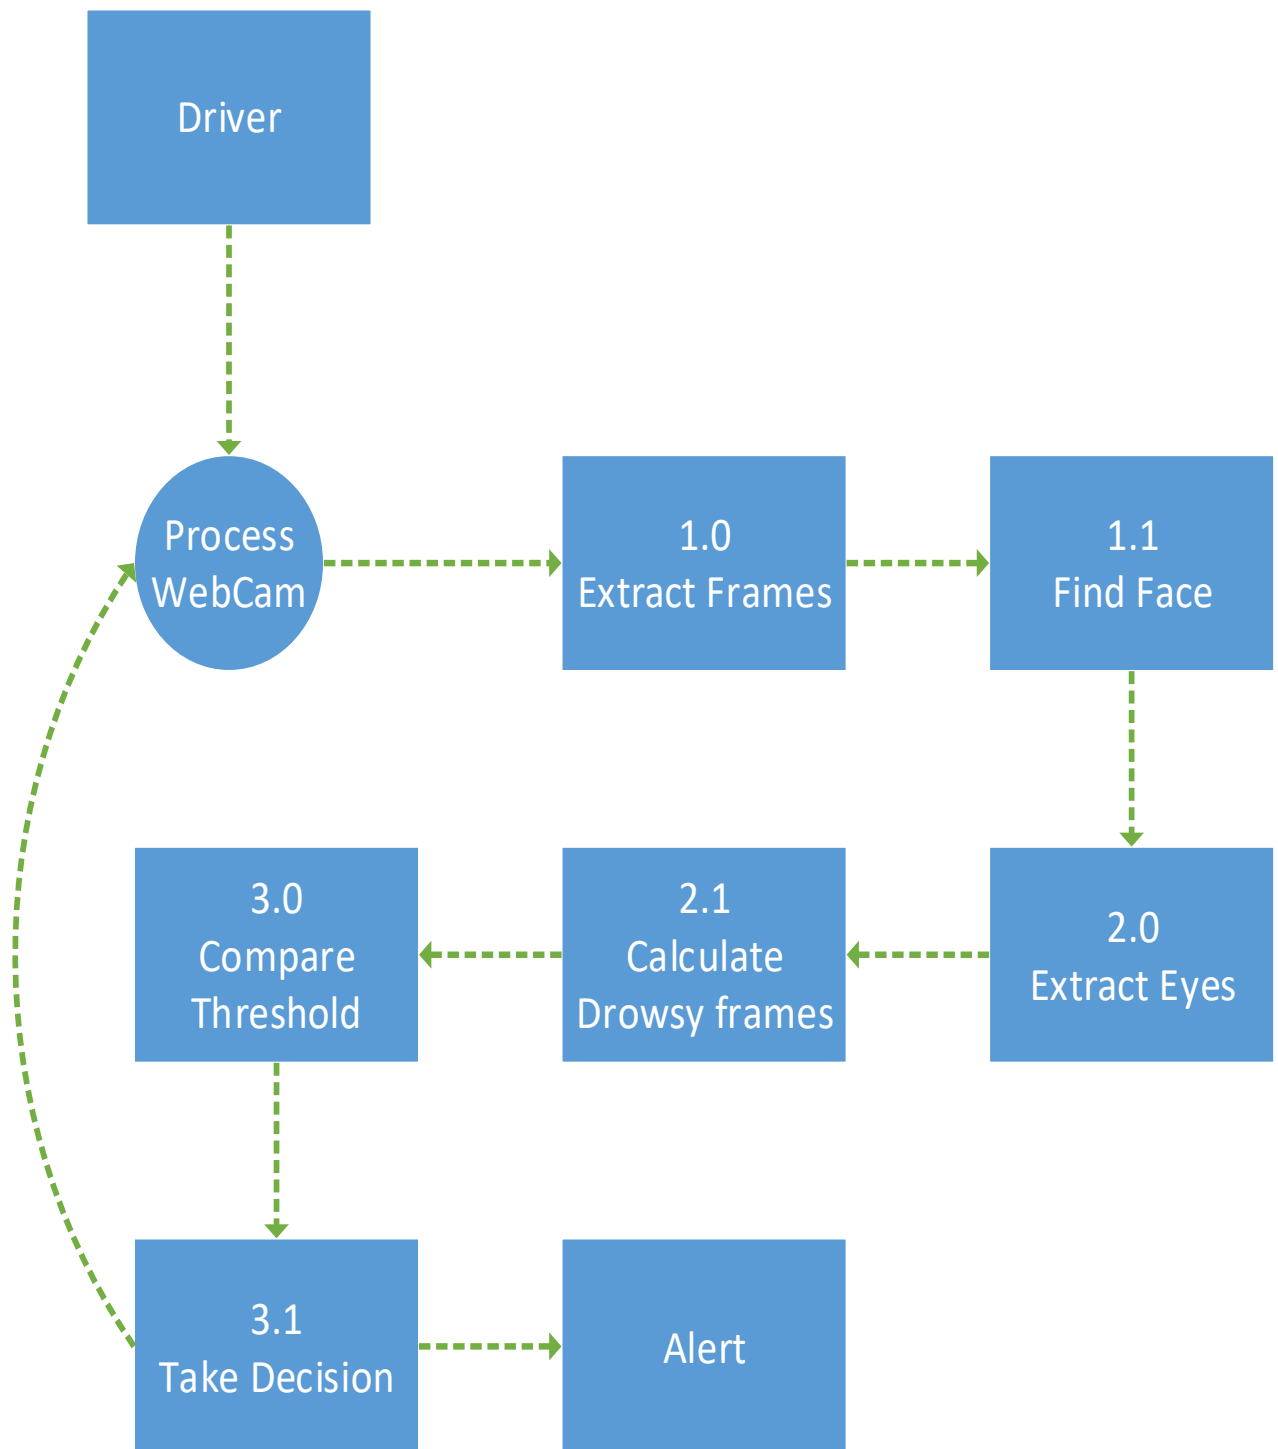 Driver
Process
WebCam
1.0
Extract Frames
1.1
Find Face
2.0
Extract Eyes
2.1
Calculate
Drowsy frames
3.0
Compare
Threshold
3.1
Take Decision
Alert